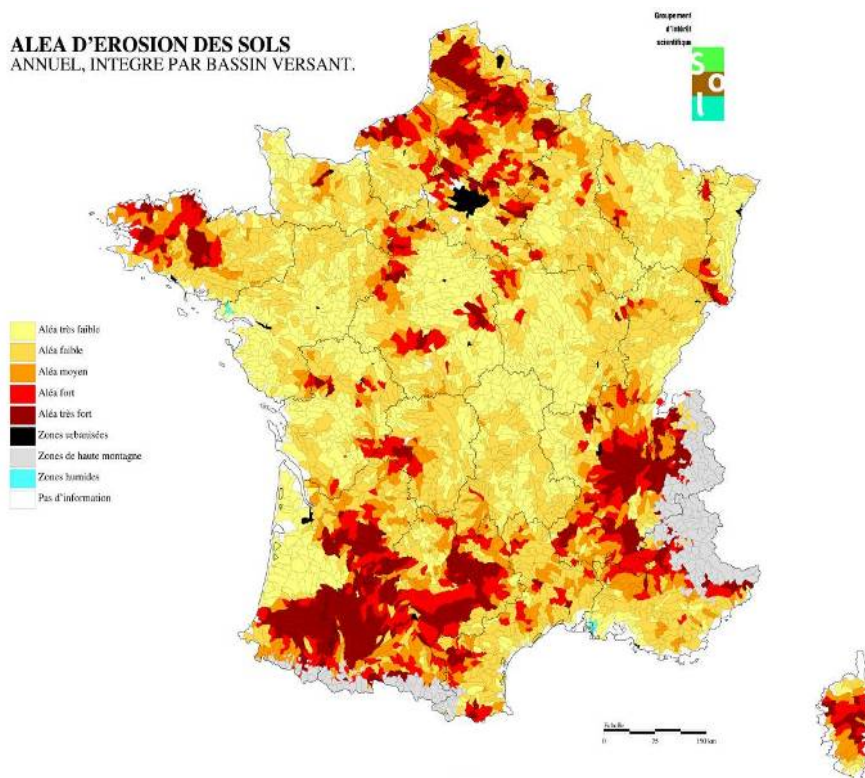 ALEA D'EROSION DES SOLS
ANNUEL, INTEGRE PAR BASSIN VERSANT.
Groupement
d'Intérêt
scientifique
S
o
l
Aléa très faible
Aléa faible
Aléa moyen
Aléa fort
Aléa très fort
Zones urbanisées
Zones de haute montagne
Zones humides
Pas d'information
Echelle
0 75 150 km